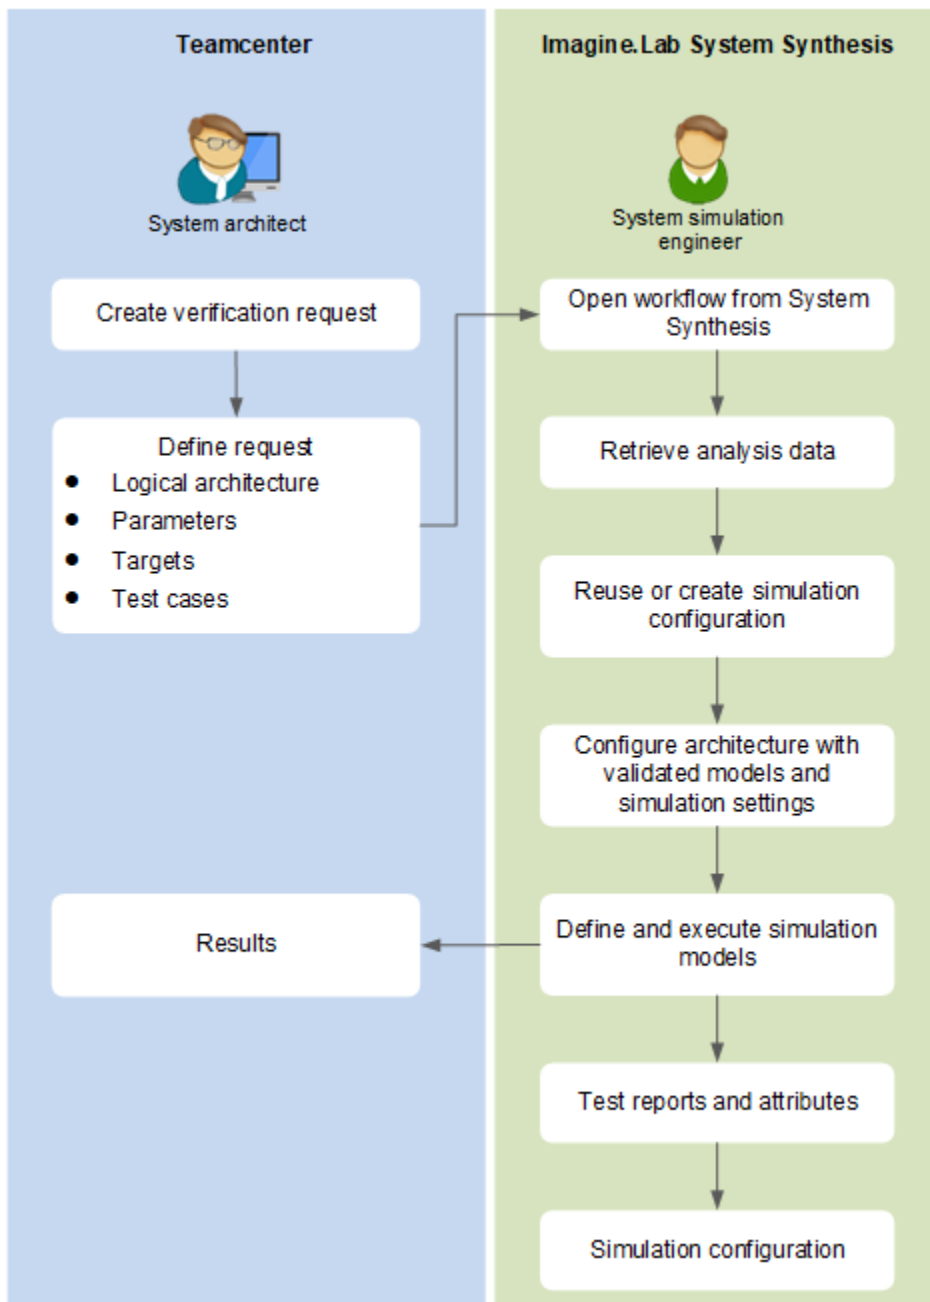 Teamcenter
System architect
Create verification request
Define request
● Logical architecture
● Parameters
● Targets
● Test cases
Results
Imagine.Lab System Synthesis
System simulation
engineer
Open workflow from System
Synthesis
Retrieve analysis data
Reuse or create simulation
configuration
Configure architecture with
validated models and
simulation settings
Define and execute simulation
models
Test reports and attributes
Simulation configuration